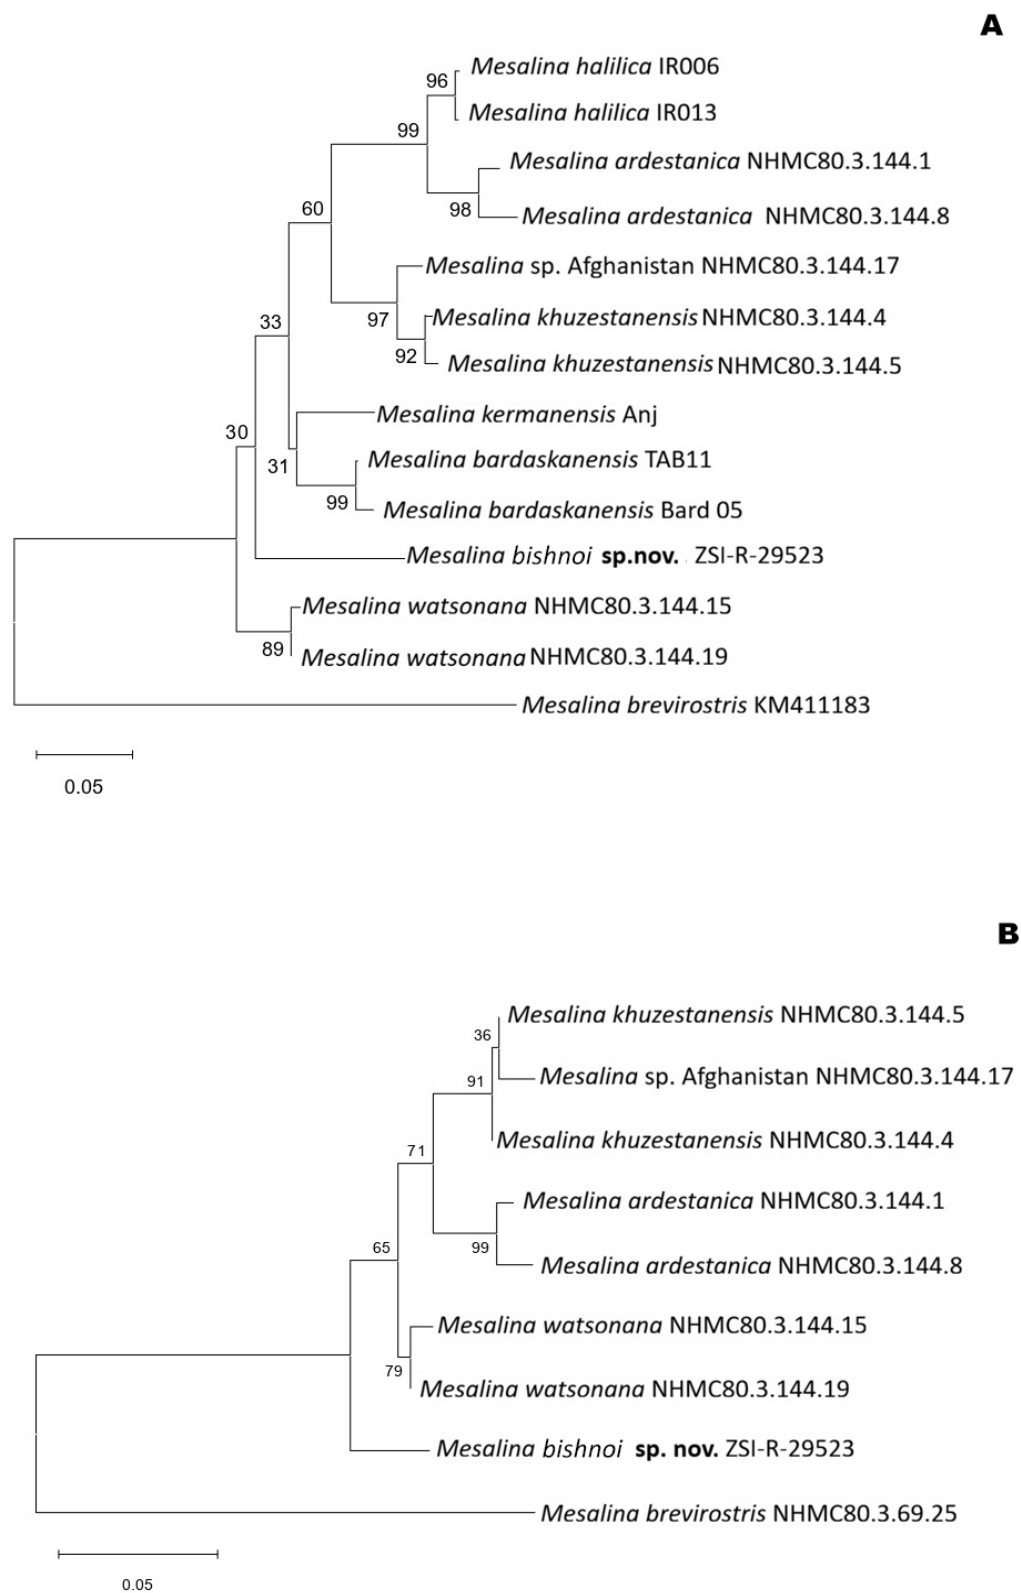 A
Mesalina halilica IR006
96
Mesalina halilica IR013
99
Mesalina ardestanica NHMC80.3.144.1
60
98
Mesalina ardestanica NHMC80.3.144.8
Mesalina sp. Afghanistan NHMC80.3.144.17
33
97
Mesalina khuzestanensis NHMC80.3.144.4
92
Mesalina khuzestanensis NHMC80.3.144.5
Mesalina kermanensis Anj
30
31
Mesalina bardaskanensis TAB11
99
Mesalina bardaskanensis Bard 05
Mesalina bishnoi sp.nov. ZSI-R-29523
Mesalina watsonana NHMC80.3.144.15
89
Mesalina watsonana NHMC80.3.144.19
Mesalina brevirostris KM411183
0.05
B
Mesalina khuzestanensis NHMC80.3.144.5
36
91
Mesalina sp. Afghanistan NHMC80.3.144.17
Mesalina khuzestanensis NHMC80.3.144.4
71
Mesalina ardestanica NHMC80.3.144.1
65
99
Mesalina ardestanica NHMC80.3.144.8
Mesalina watsonana NHMC80.3.144.15
79
Mesalina watsonana NHMC80.3.144.19
Mesalina bishnoi sp. nov. ZSI-R-29523
Mesalina brevirostris NHMC80.3.69.25
0.05